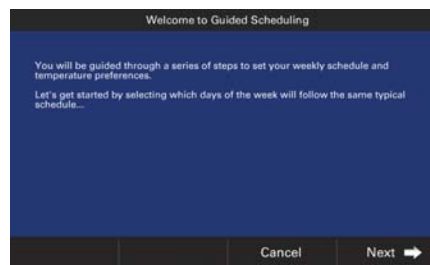 Welcome to Guided Scheduling
You will be guided through a series of steps to set your weekly schedule and
temperature preferences.
Let's get started by selecting which days of the week will follow the same typical
schedule...
Cancel
Next